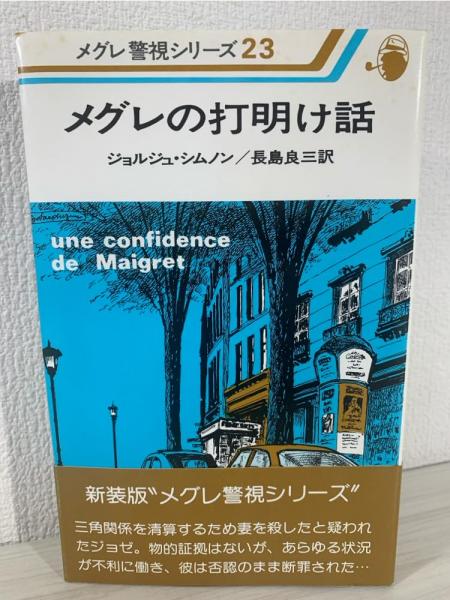 メグレ警視シリーズ23
メグレの打明け話
ジョルジュ・シムノン／長島良三訳
une confidence
de Maigret
新装版〝メグレ警視シリーズ〟
三角関係を清算するため妻を殺したと疑われ
たジョゼ。物的証拠はないが、あらゆる状況
が不利に働き、彼は否認のまま断罪された…